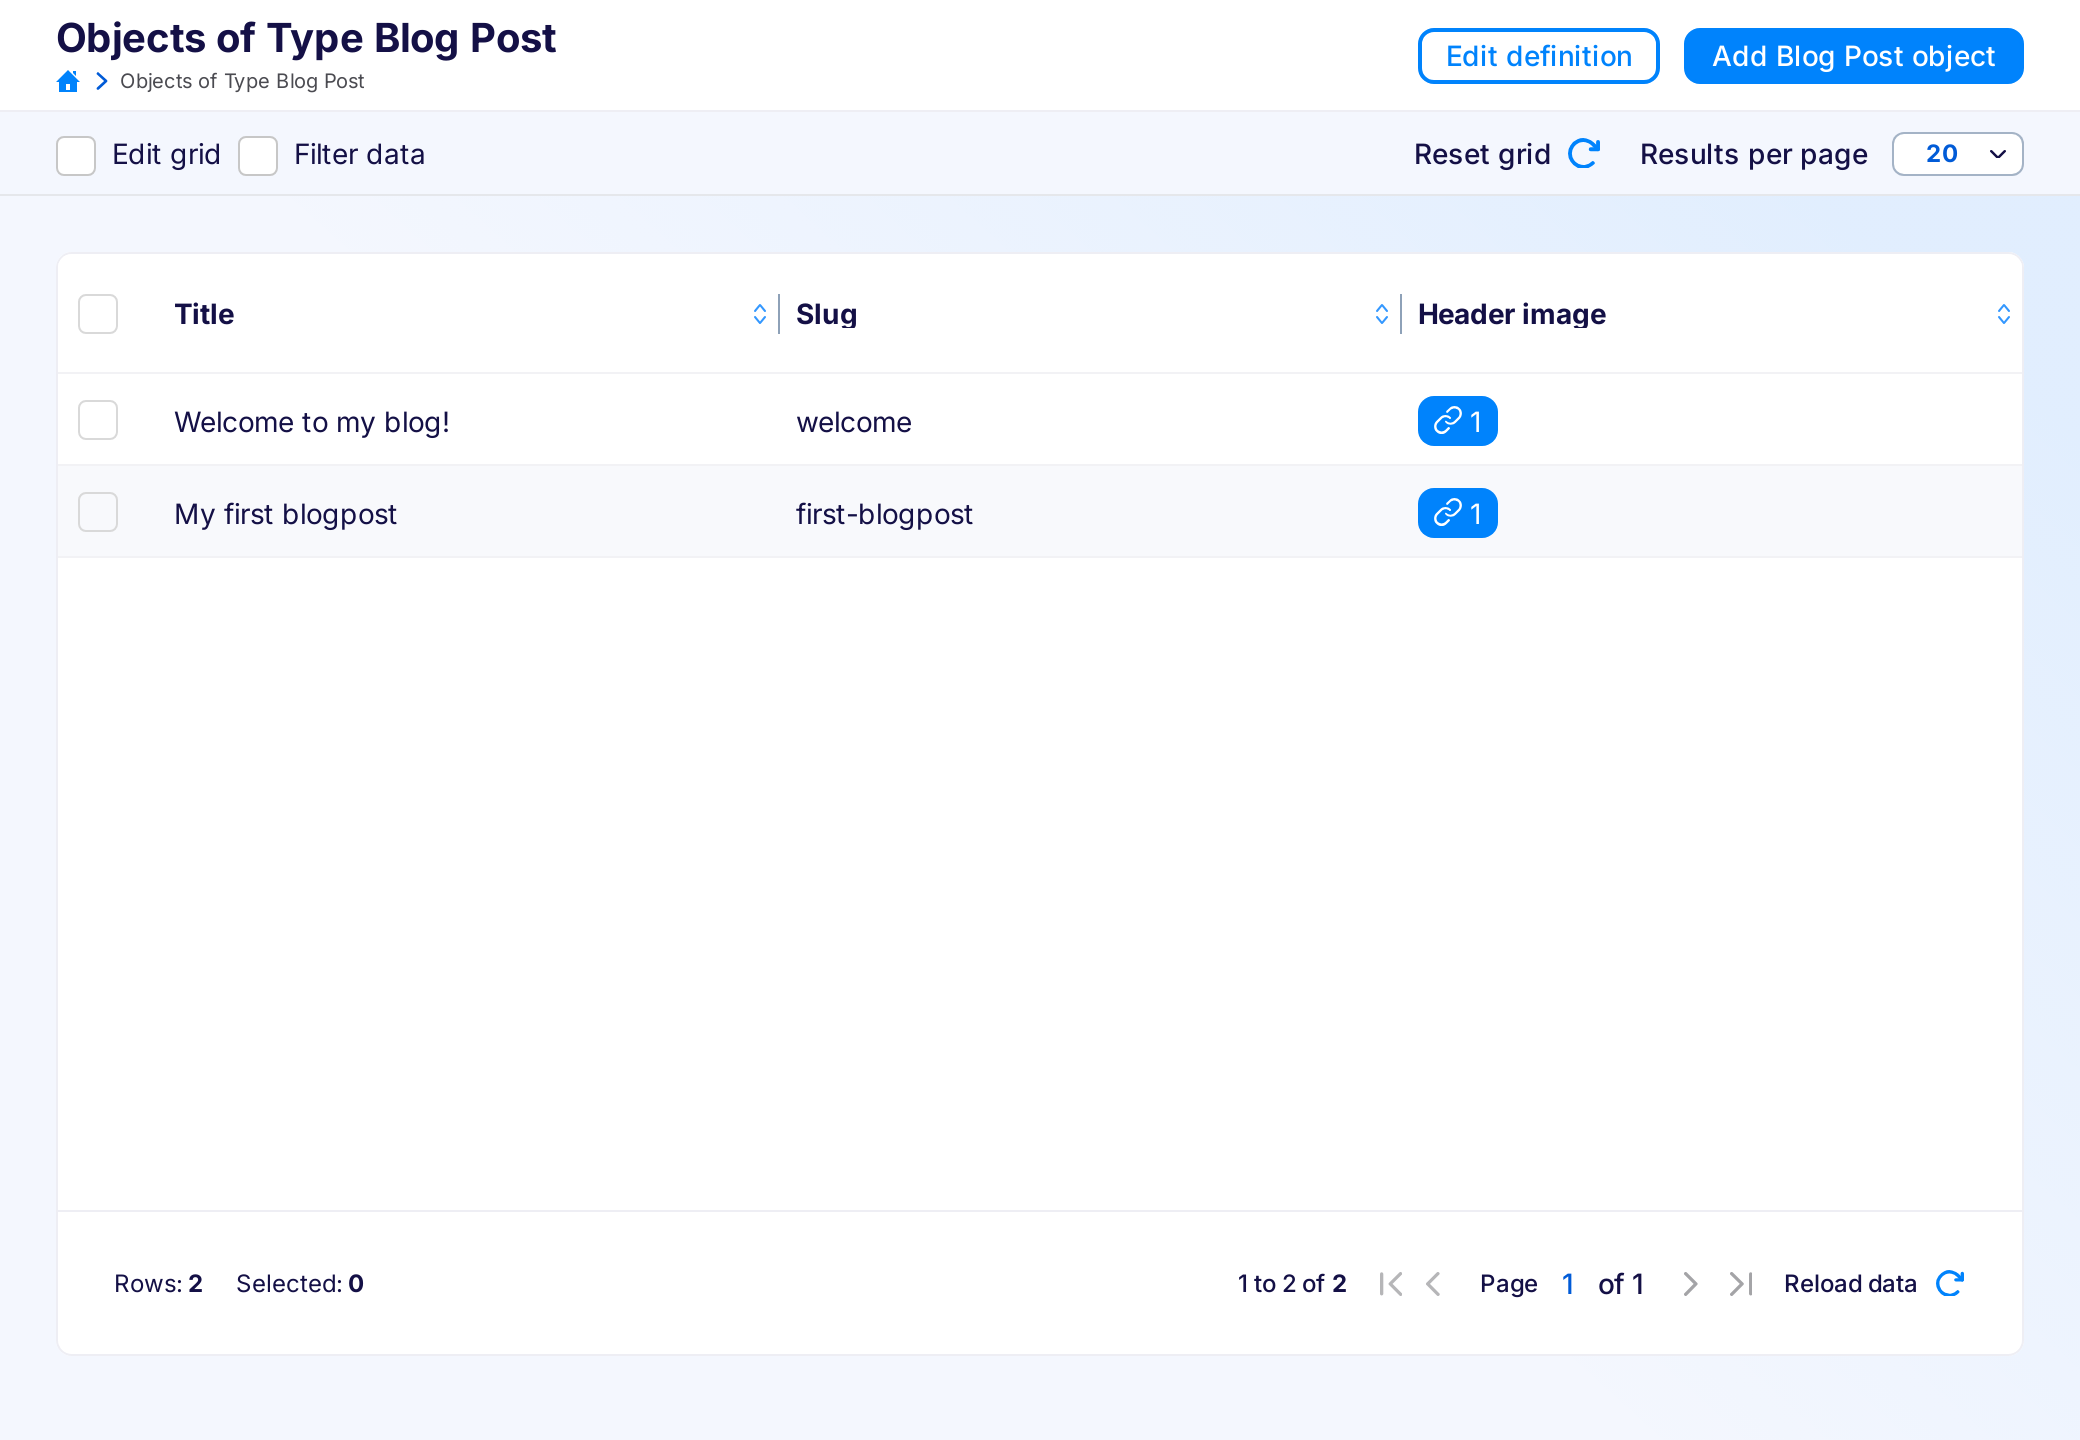 Objects of Type Blog Post
Objects of Type Blog Post
Edit definition
Add Blog Post object
Edit grid
Filter data
Reset grid
Results per page
20
Title
Slug
Header image
Welcome to my blog!
welcome
1
My first blogpost
first-blogpost
1
Rows: 2
Selected: 0
1 to 2 of 2
Page 1 of 1
Reload data